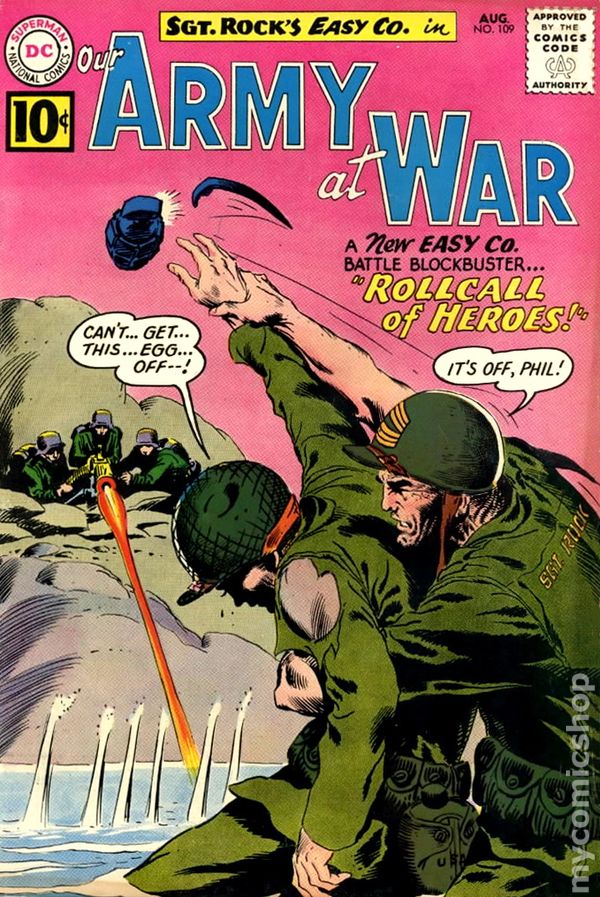 SGT. ROCK'S EASY CO. in
AUG.
NO. 109
APPROVED
BY THE
COMICS
CODE
CA
AUTHORITY
SUPERMAN
DC
NATIONAL COMICS
10¢
Our
ARMY
at WAR
A New EASY CO.
BATTLE BLOCKBUSTER...
"ROLLCALL
of HEROES!"
CAN'T... GET...
THIS...EGG...
OFF--!
IT'S OFF, PHIL!
SGT. ROCK
USA
mycomicshop